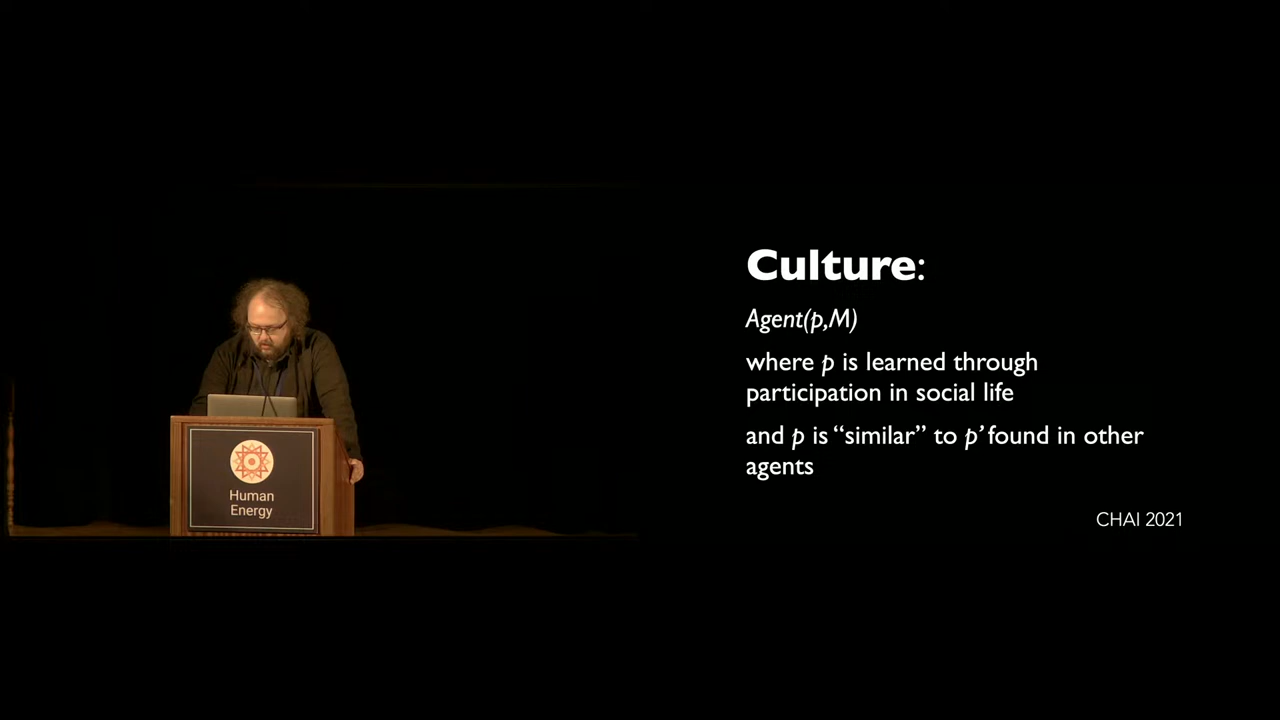 Culture:
Agent(p,M)
where p is learned through
participation in social life
and p is “similar” to p’ found in other
agents
CHAI 2021
Human
Energy